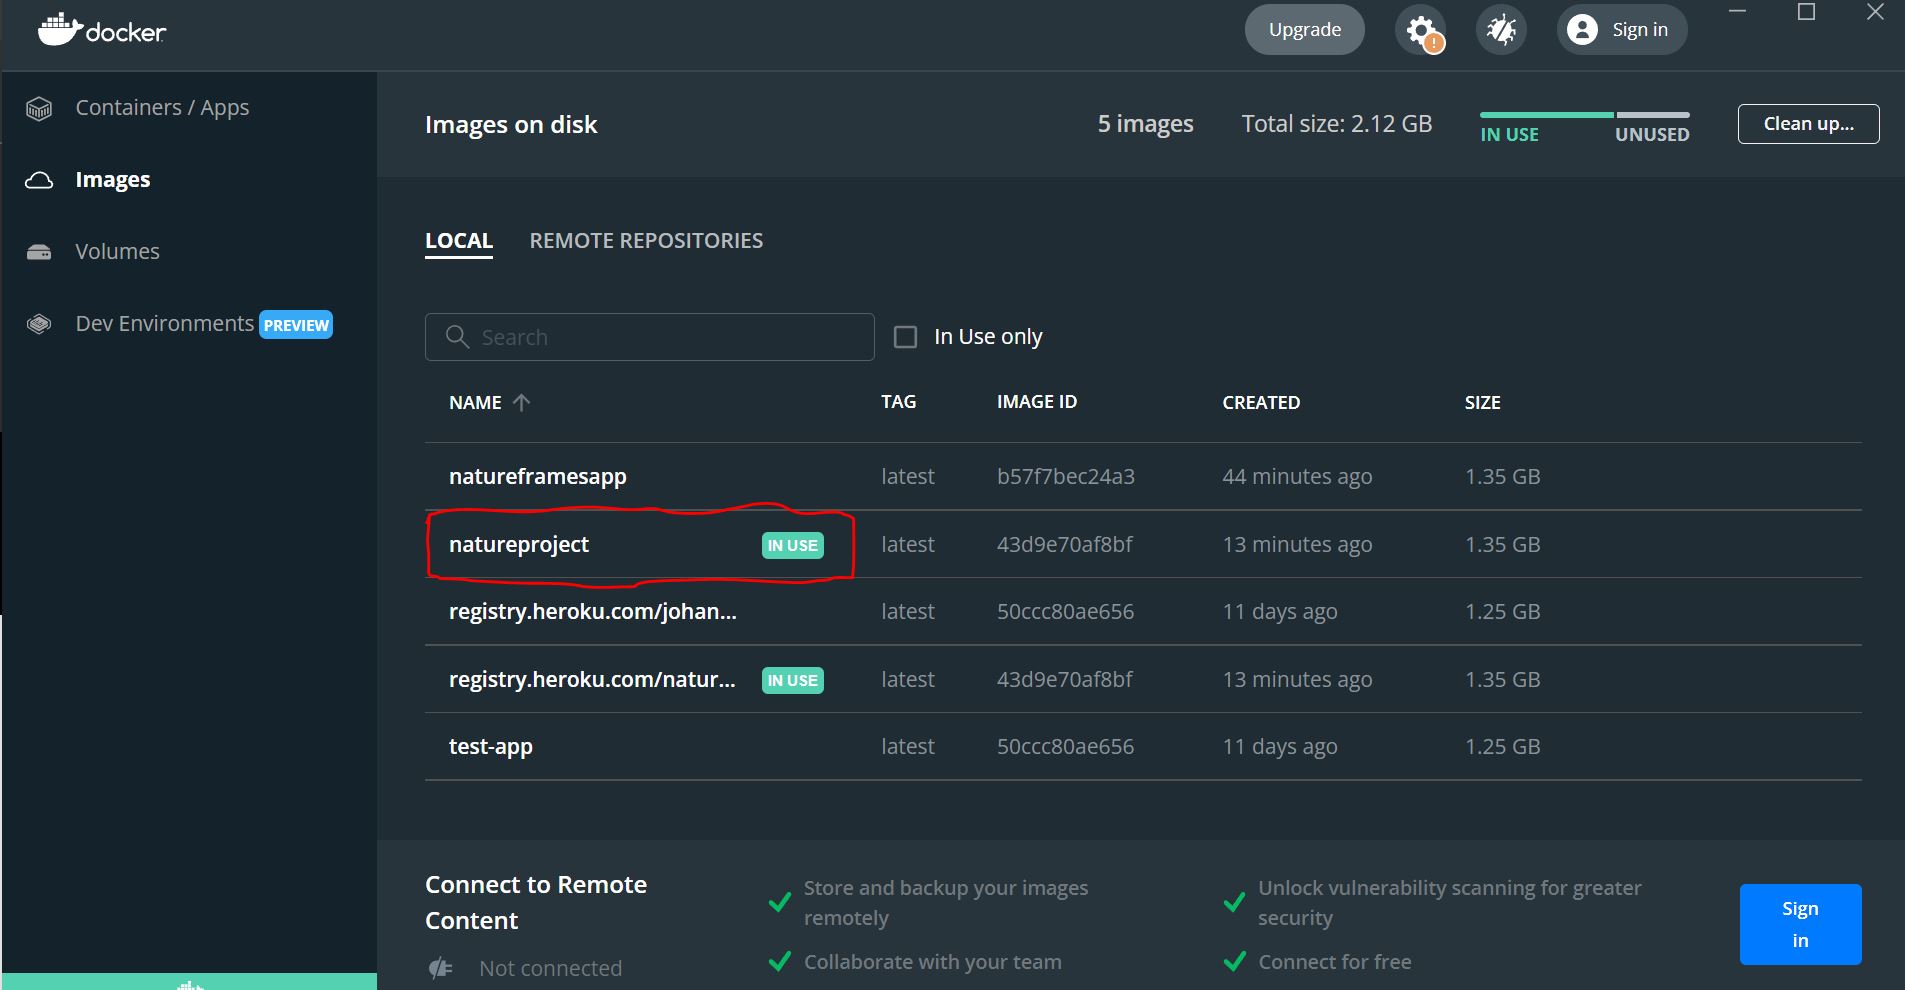 docker
Upgrade
!
Sign in
Containers / Apps
Images
Volumes
Dev Environments PREVIEW
Images on disk
5 images
Total size: 2.12 GB
IN USE
UNUSED
Clean up...
LOCAL
REMOTE REPOSITORIES
Search
In Use only
NAME TAG IMAGE ID CREATED SIZE
natureframesapp latest b57f7bec24a3 44 minutes ago 1.35 GB
natureproject IN USE latest 43d9e70af8bf 13 minutes ago 1.35 GB
registry.heroku.com/johan... latest 50ccc80ae656 11 days ago 1.25 GB
registry.heroku.com/natur... IN USE latest 43d9e70af8bf 13 minutes ago 1.35 GB
test-app latest 50ccc80ae656 11 days ago 1.25 GB
Connect to Remote
Content
Not connected
Store and backup your images
remotely
Collaborate with your team
Unlock vulnerability scanning for greater
security
Connect for free
Sign
in